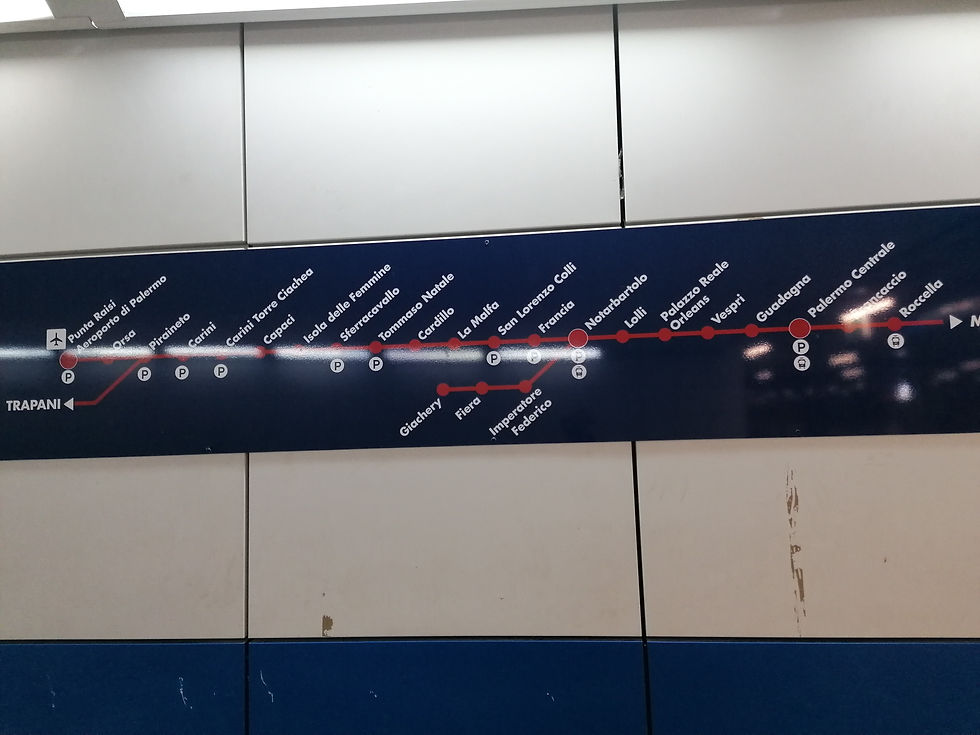 Punta Raisi
Aeroporto di Palermo
Orsa
Piraineto
Carini
Carini Torre Ciachea
Capaci
Isola delle Femmine
Sferracavallo
Tommaso Natale
Cardillo
La Malfa
San Lorenzo Colli
Francia
Notarbartolo
Lolli
Palazzo Reale
Orleans
Vespri
Guadagna
Palermo Centrale
Brancaccio
Roccella
M
P
P
P
P
P
P
P
P
P
P
TRAPANI
Giachery
Fiera
Imperatore
Federico